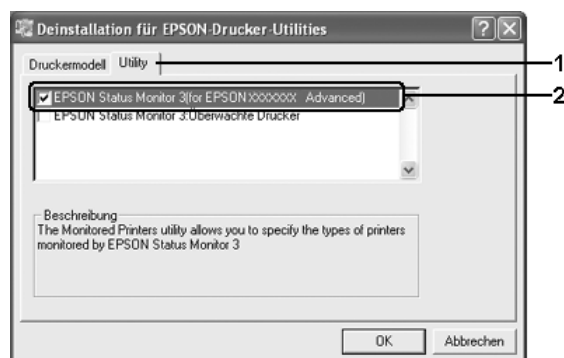 Deinstallation für EPSON-Drucker-Utilities
Druckermodell Utility 1
EPSON Status Monitor 3(for EPSON XXXXXXX Advanced) 2
EPSON Status Monitor 3:Überwachte Drucker
Beschreibung
The Monitored Printers utility allows you to specify the types of printers
monitored by EPSON Status Monitor 3
OK Abbrechen